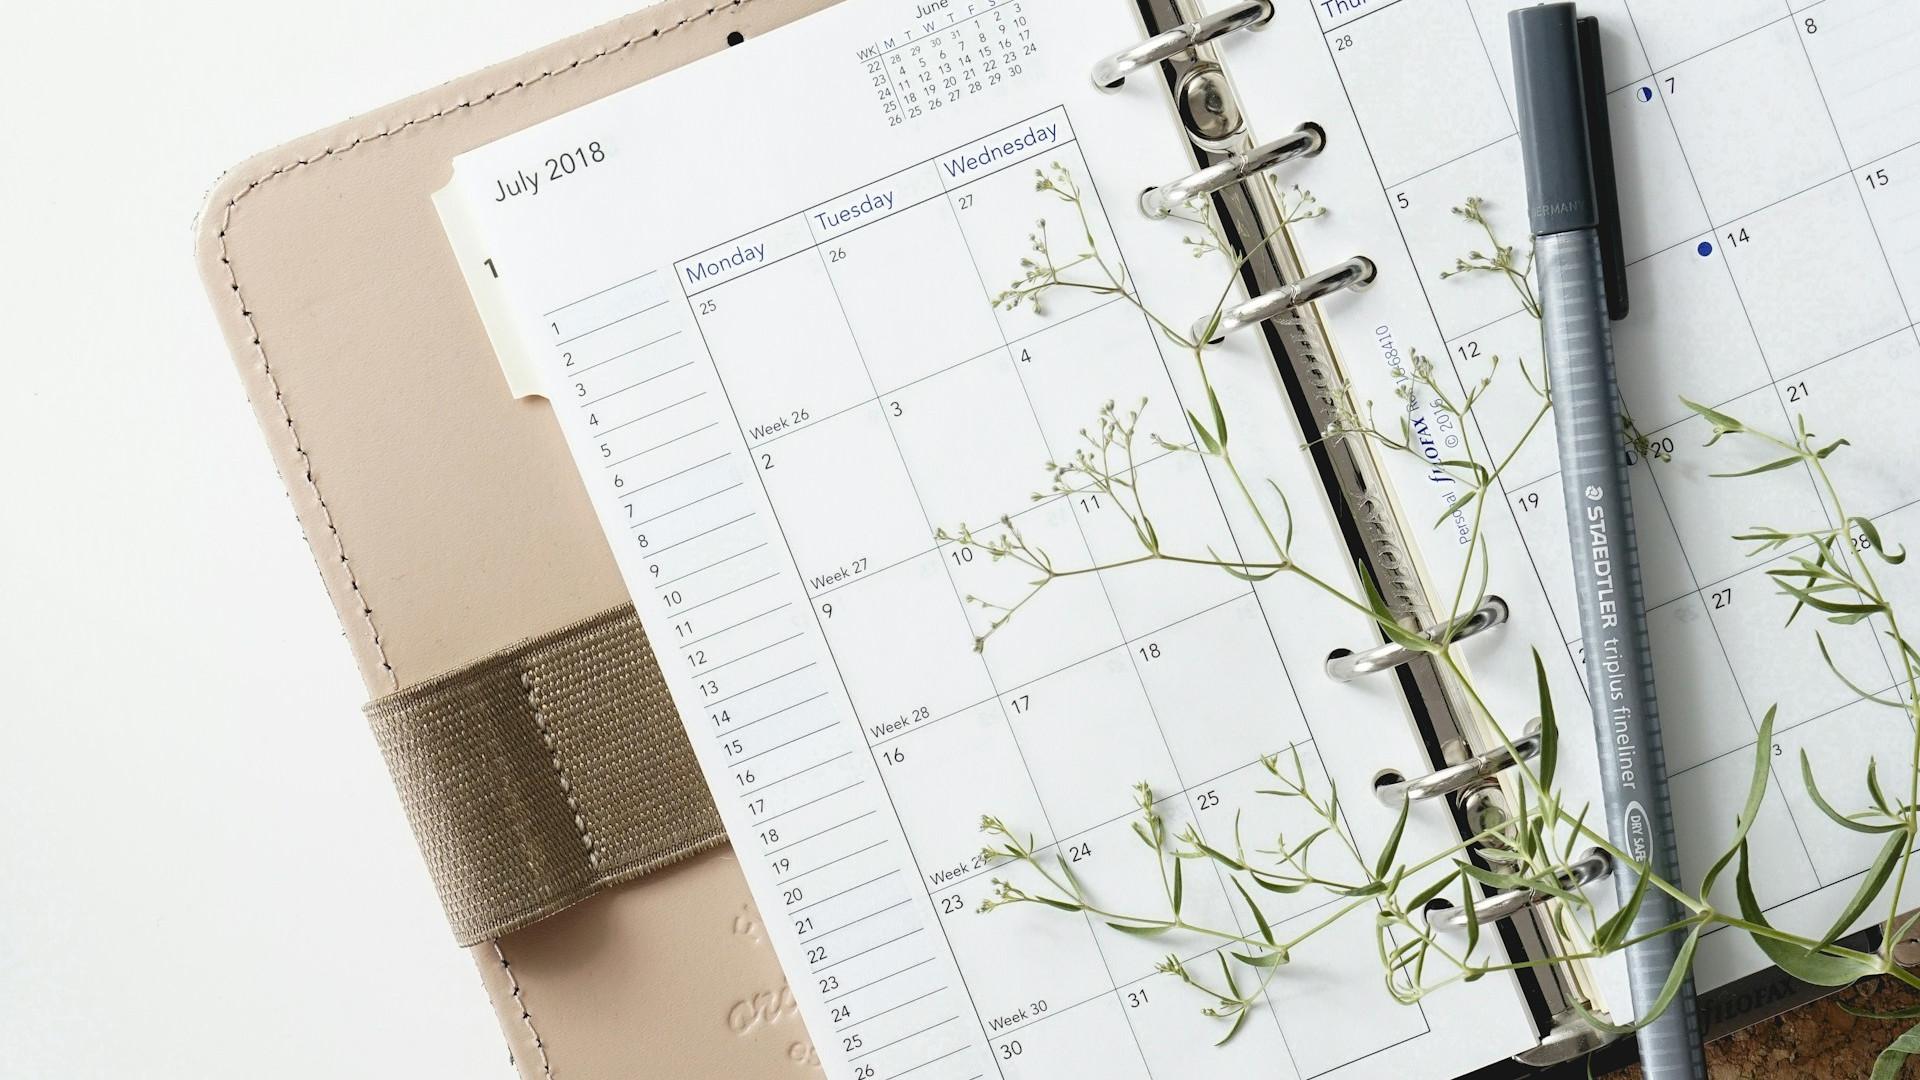 June
WK M T W T F S
22 28 29 30 31 1 2 3
23 4 5 6 7 8 9 10
24 11 12 13 14 15 16 17
25 18 19 20 21 22 23 24
26 25 26 27 28 29 30
July 2018
Monday Tuesday Wednesday
25 26 27
Week 26
2 3 4
Week 27
9 10 11
Week 28
16 17 18
Week 29
23 24 25
Week 30
30 31
1
1
2
3
4
5
6
7
8
9
10
11
12
13
14
15
16
17
18
19
20
21
22
23
24
25
26
28
7 8
5
14 15
12
20 21
19
27 28
3
Personal fILOFAX
© 2016
GERMANY
STAEDTLER triplus fineliner
DRY SAFE
fILOFAX